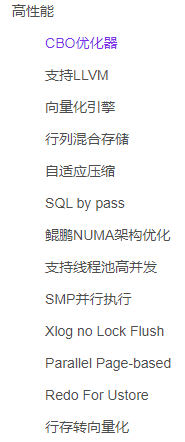 高性能
CBO优化器
支持LLVM
向量化引擎
行列混合存储
自适应压缩
SQL by pass
鲲鹏NUMA架构优化
支持线程池高并发
SMP并行执行
Xlog no Lock Flush
Parallel Page-based
Redo For Ustore
行存转向量化